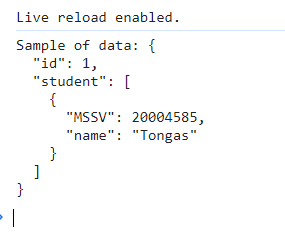 Live reload enabled.
Sample of data: {
  "id": 1,
  "student": [
    {
      "MSSV": 20004585,
      "name": "Tongas"
    }
  ]
}